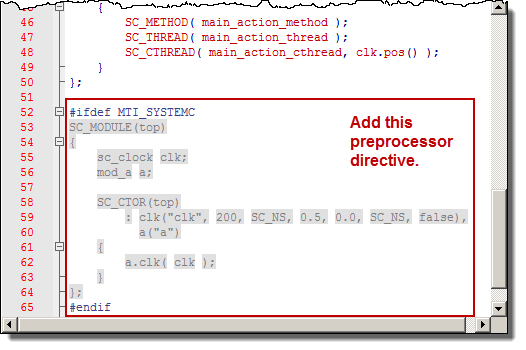 46 SC_METHOD( main_action_method );
47 SC_THREAD( main_action_thread );
48 SC_CTHREAD( main_action_cthread, clk.pos() );
49 }
50 };
51
52 #ifdef MTI_SYSTEMC
53 SC_MODULE(top)
54 {
55 sc_clock clk;
56 mod_a a;
57
58 SC_CTOR(top)
59 : clk("clk", 200, SC_NS, 0.5, 0.0, SC_NS, false),
60 a("a")
61 {
62 a.clk( clk );
63 }
64 };
65 #endif
Add this
preprocessor
directive.